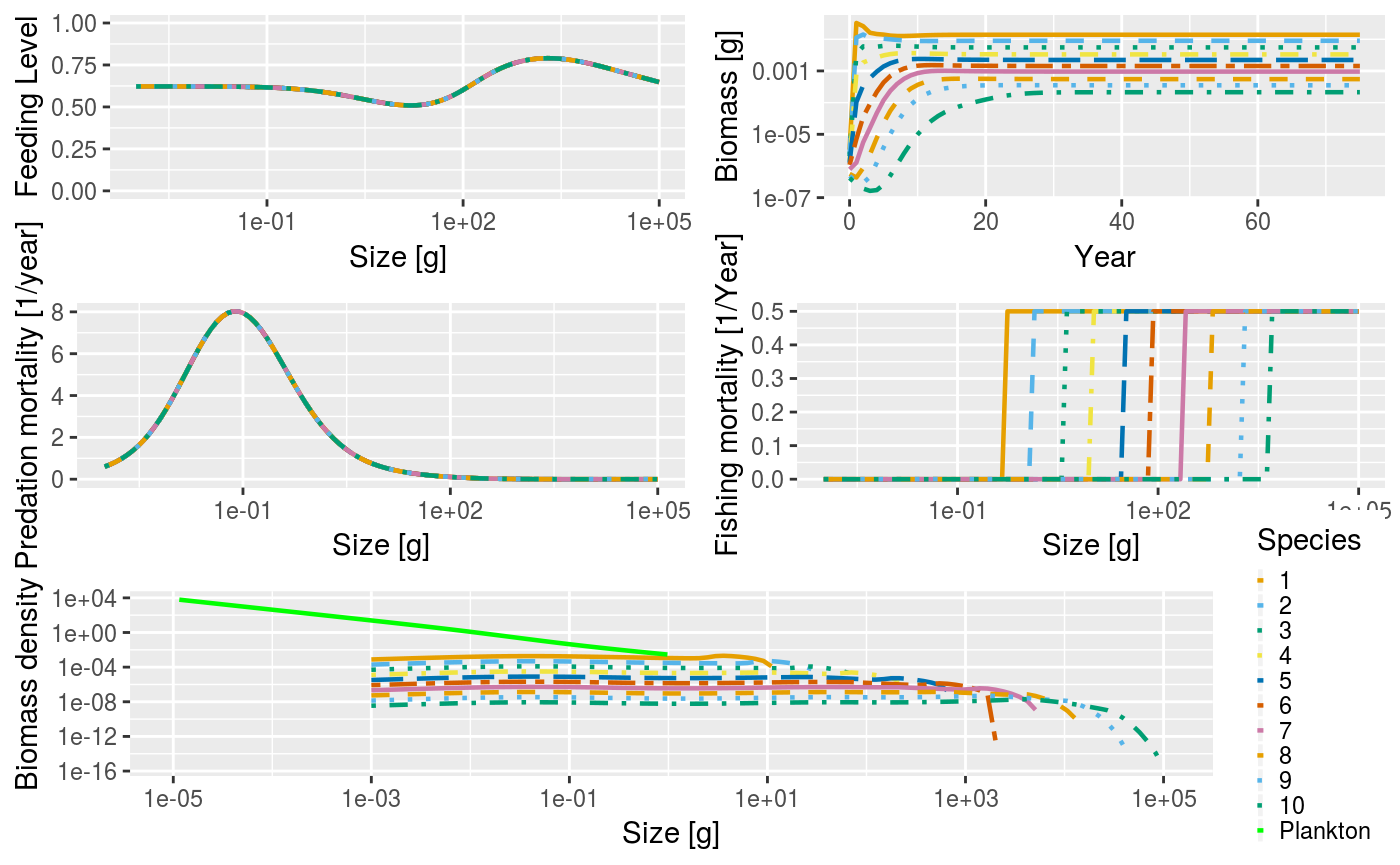 Feeding Level
1.00
0.75
0.50
0.25
0.00
1e-01
1e+02
1e+05
Size [g]
Biomass [g]
0.001
1e-05
1e-07
0
20
40
60
Year
Predation mortality [1/year]
8
6
4
2
0
1e-01
1e+02
1e+05
Size [g]
Fishing mortality [1/Year]
0.5
0.4
0.3
0.2
0.1
0.0
1e-01
1e+02
1e+05
Size [g]
Biomass density
1e+04
1e+00
1e-04
1e-08
1e-12
1e-16
1e-05
1e-03
1e-01
1e+01
1e+03
1e+05
Size [g]
Species
1
2
3
4
5
6
7
8
9
10
Plankton